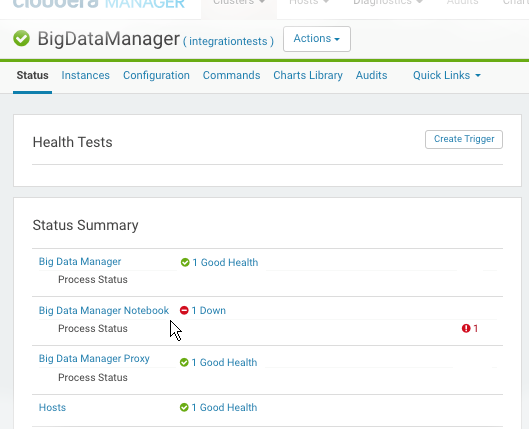 cloudera MANAGER Clusters Hosts Diagnostics Audits Char
BigDataManager ( integrationtests ) Actions
Status Instances Configuration Commands Charts Library Audits Quick Links
Health Tests Create Trigger
Status Summary
Big Data Manager 1 Good Health
Process Status
Big Data Manager Notebook 1 Down
Process Status 1
Big Data Manager Proxy 1 Good Health
Process Status
Hosts 1 Good Health